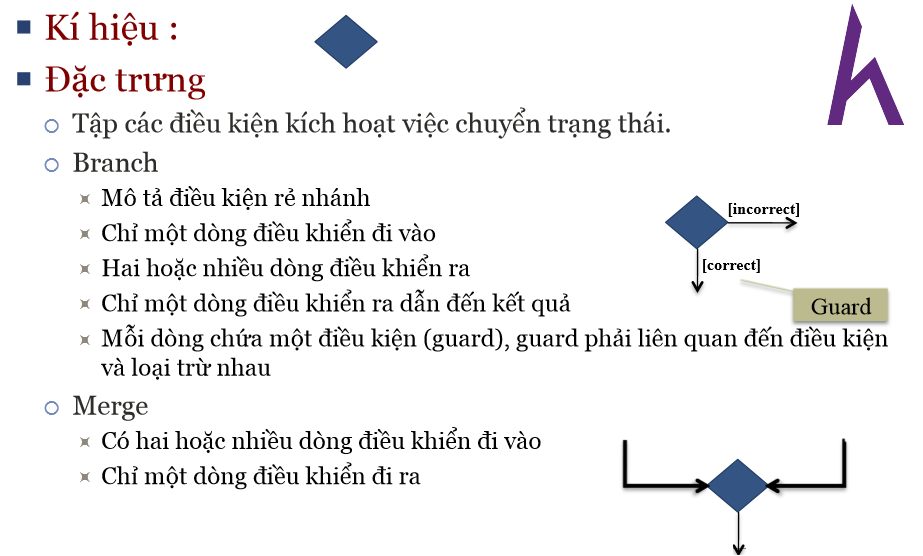 Kí hiệu :
Đặc trưng
Tập các điều kiện kích hoạt việc chuyển trạng thái.
Branch
Mô tả điều kiện rẻ nhánh
Chỉ một dòng điều khiển đi vào
Hai hoặc nhiều dòng điều khiển ra
Chỉ một dòng điều khiển ra dẫn đến kết quả
Mỗi dòng chứa một điều kiện (guard), guard phải liên quan đến điều kiện
và loại trừ nhau
[incorrect]
[correct]
Guard
Merge
Có hai hoặc nhiều dòng điều khiển đi vào
Chỉ một dòng điều khiển đi ra